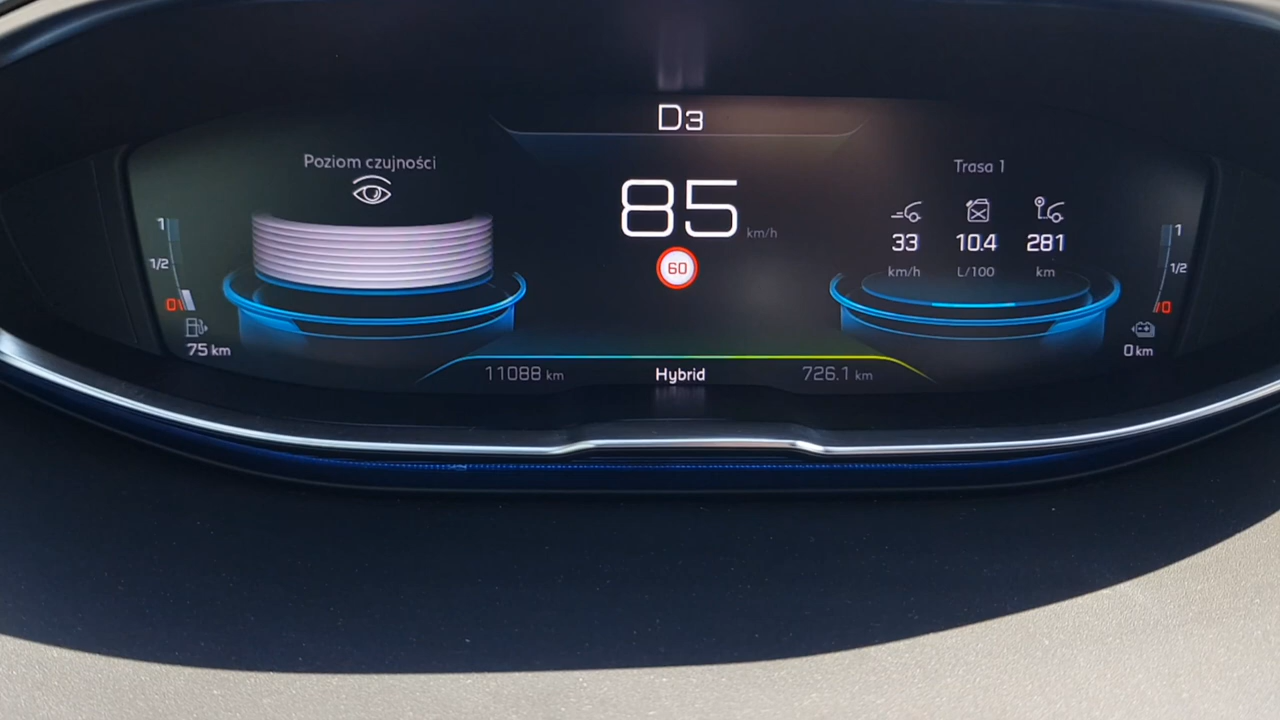 D3
Poziom czujności
Trasa 1
85 km/h
60
33 10.4 281
km/h L/100 km
1
1/2
0
75 km
1
1/2
0
0 km
11088 km
Hybrid
726.1 km